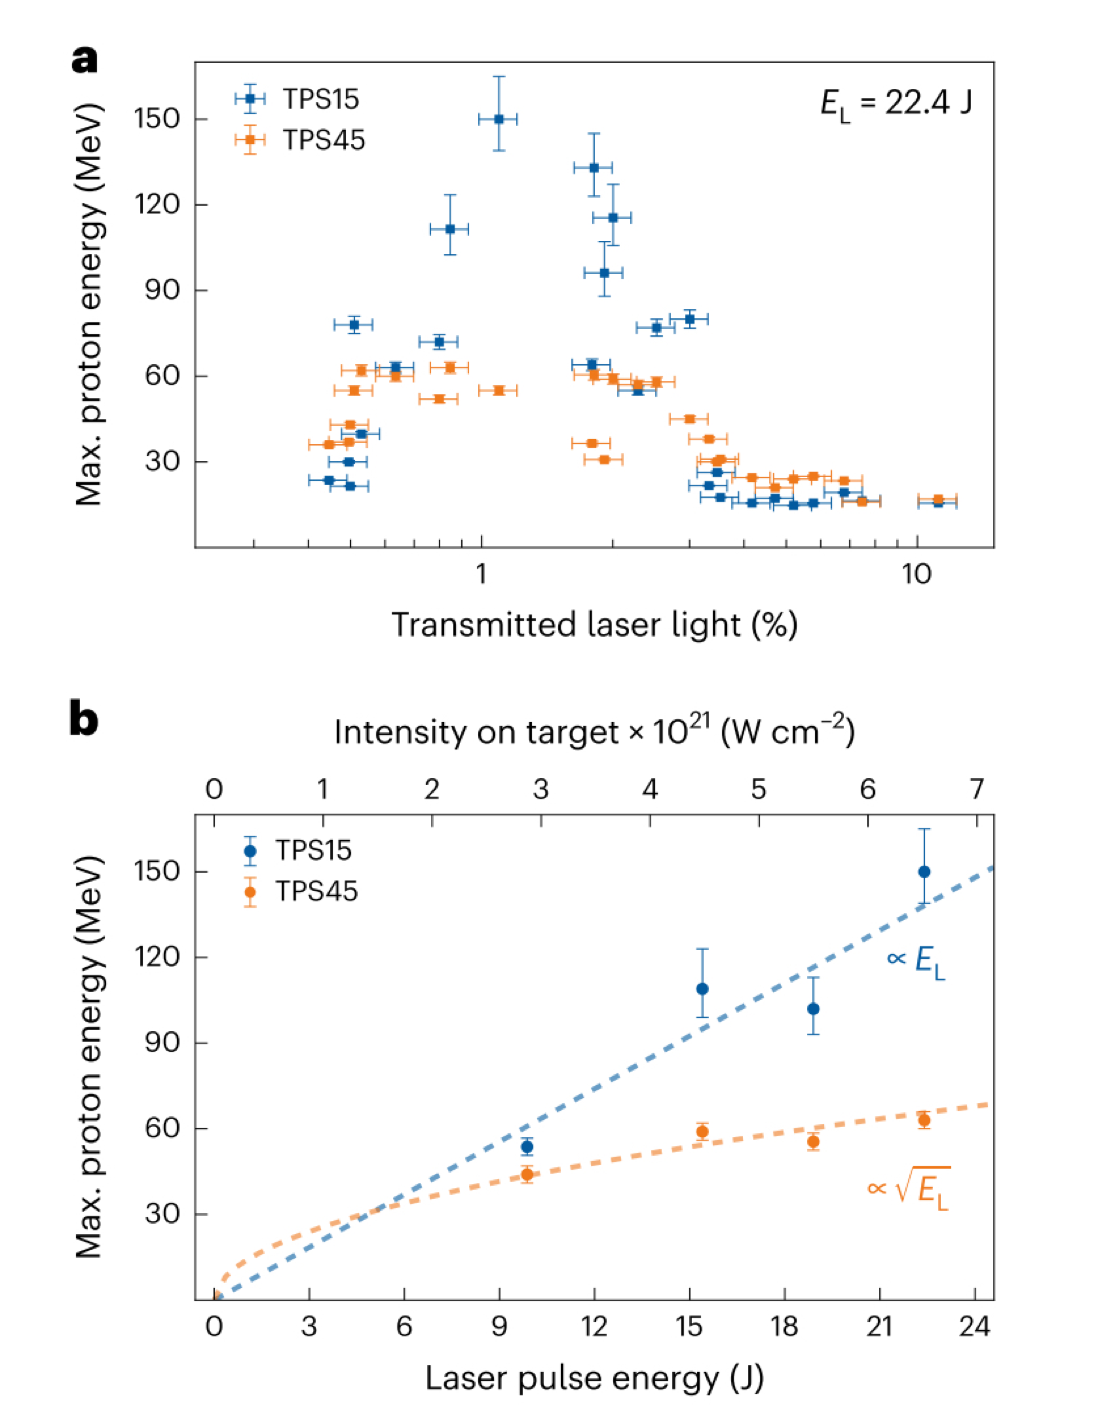 a
TPS15
TPS45
E_L = 22.4 J
Max. proton energy (MeV)
150
120
90
60
30
1 10
Transmitted laser light (%)
b
Intensity on target × 10²¹ (W cm⁻²)
0 1 2 3 4 5 6 7
TPS15
TPS45
Max. proton energy (MeV)
150
120
90
60
30
∝ E_L
∝ √E_L
0 3 6 9 12 15 18 21 24
Laser pulse energy (J)